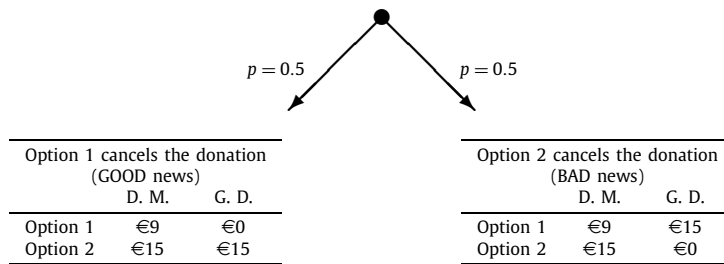 p = 0.5
p = 0.5
Option 1 cancels the donation
(GOOD news)
D. M. G. D.
Option 1 €9 €0
Option 2 €15 €15
Option 2 cancels the donation
(BAD news)
D. M. G. D.
Option 1 €9 €15
Option 2 €15 €0